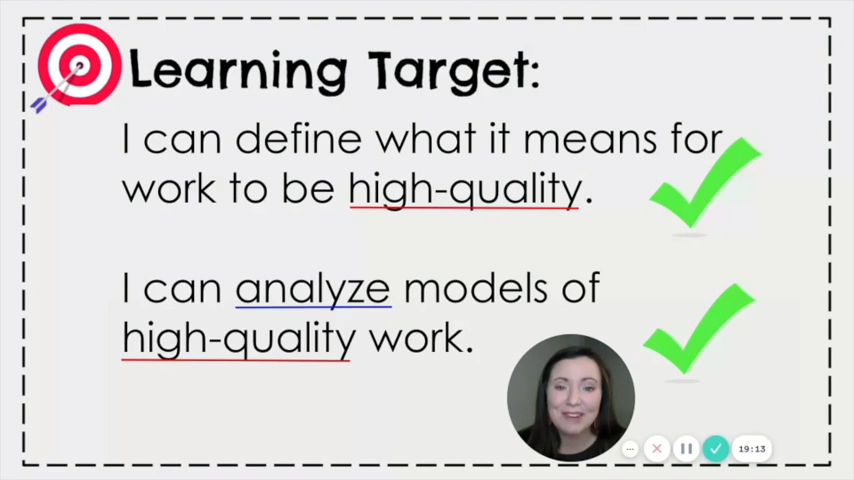 Learning Target:
I can define what it means for
work to be high-quality.
I can analyze models of
high-quality work.
19:13